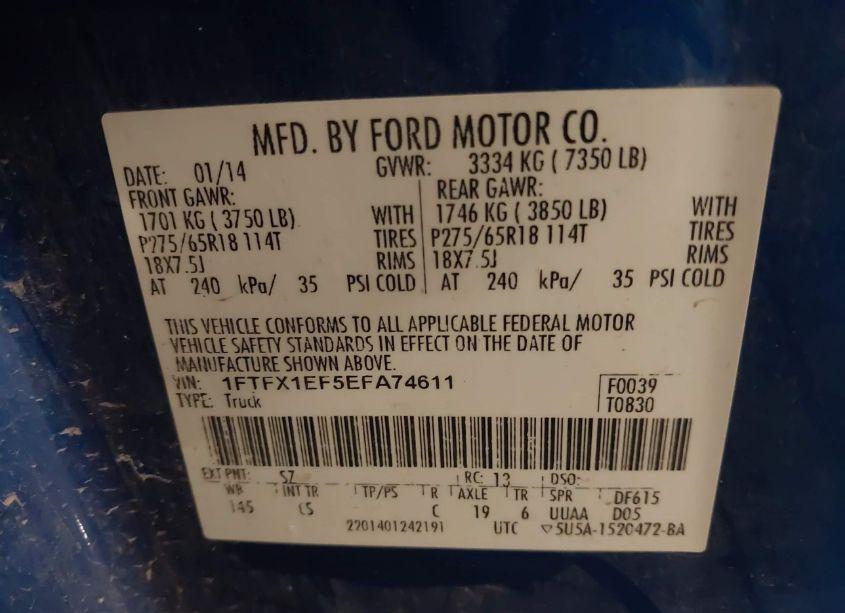 MFD. BY FORD MOTOR CO.
DATE: 01/14 GVWR: 3334 KG ( 7350 LB)
FRONT GAWR: REAR GAWR:
1701 KG ( 3750 LB) WITH 1746 KG ( 3850 LB) WITH
P275/65R18 114T TIRES P275/65R18 114T TIRES
18X7.5J RIMS 18X7.5J RIMS
AT 240 kPa/ 35 PSI COLD AT 240 kPa/ 35 PSI COLD
THIS VEHICLE CONFORMS TO ALL APPLICABLE FEDERAL MOTOR
VEHICLE SAFETY STANDARDS IN EFFECT ON THE DATE OF
MANUFACTURE SHOWN ABOVE.
VIN: 1FTFX1EF5EFA74611 F0039
TYPE: Truck T0830
EXT PNT: SZ RC: 13 DSO:
WB INT TR TP/PS R AXLE TR SPR DF615
145 CS C 19 6 UUAA D05
2201401242191 UTC ▽5U5A-1520472-BA